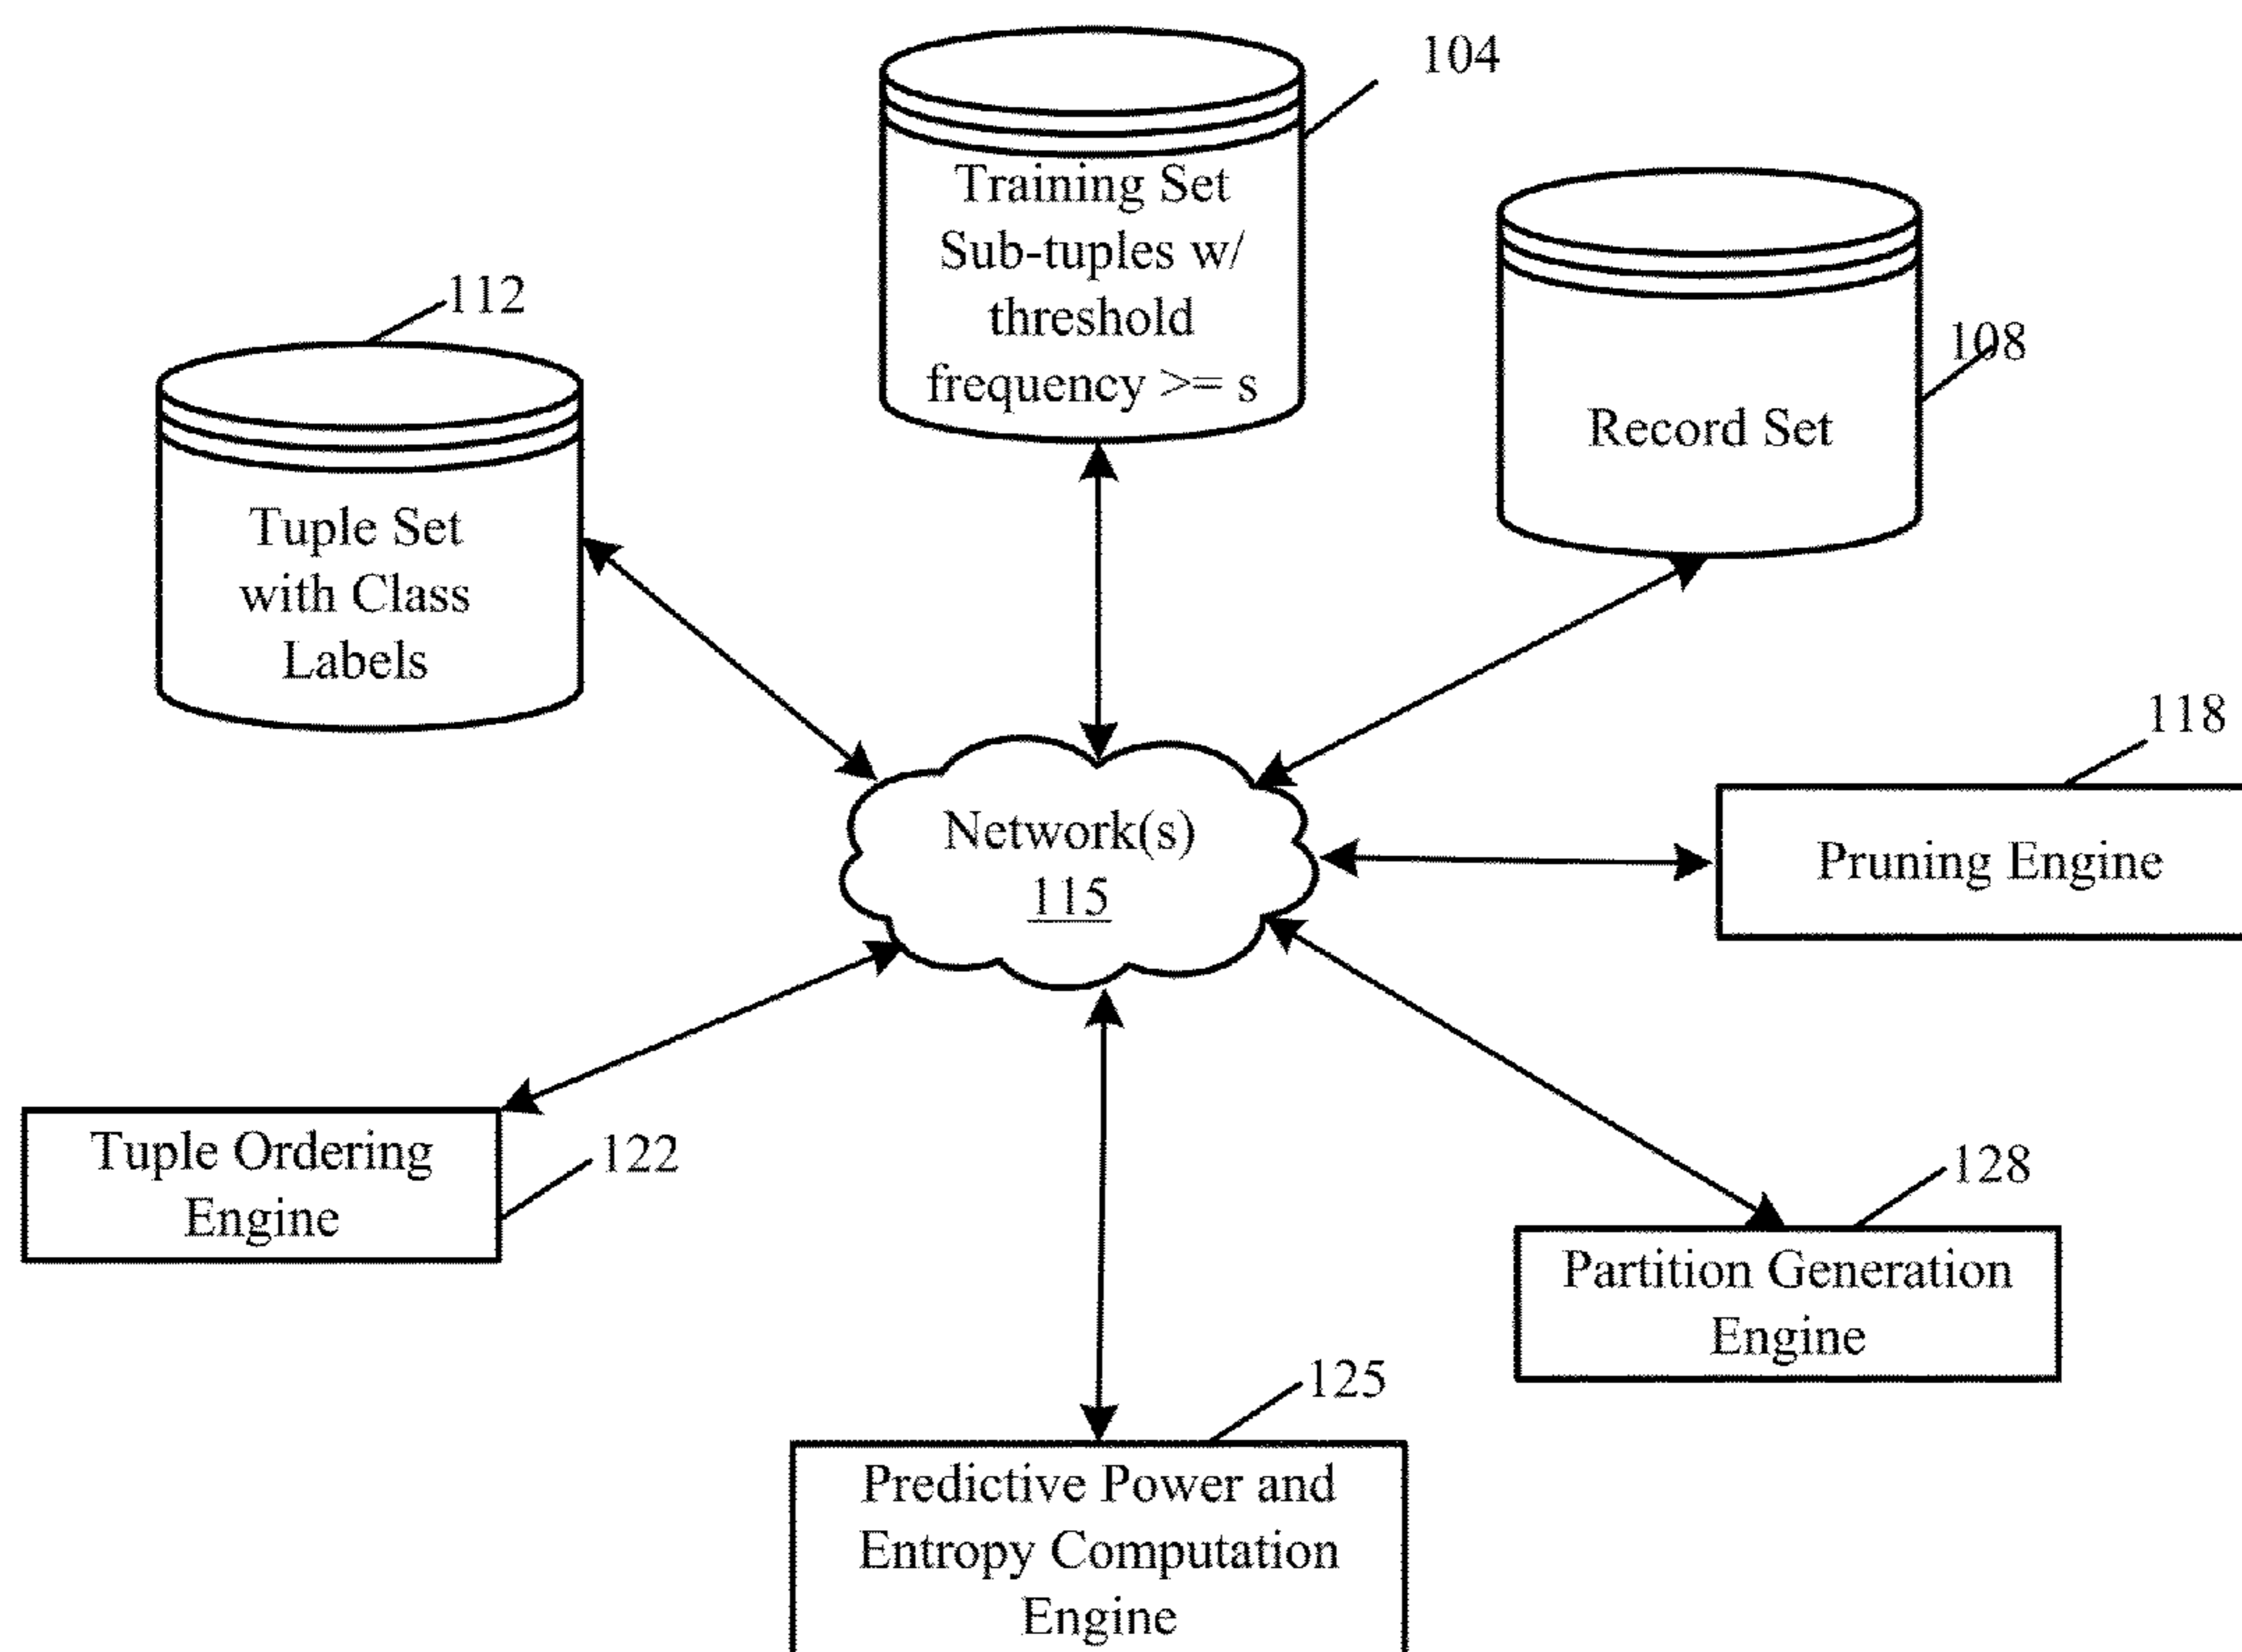 104
Training Set
Sub-tuples w/
threshold
frequency >= s
112
108
Record Set
Tuple Set
with Class
Labels
118
Network(s)
115
Pruning Engine
Tuple Ordering
Engine
122
128
Partition Generation
Engine
125
Predictive Power and
Entropy Computation
Engine